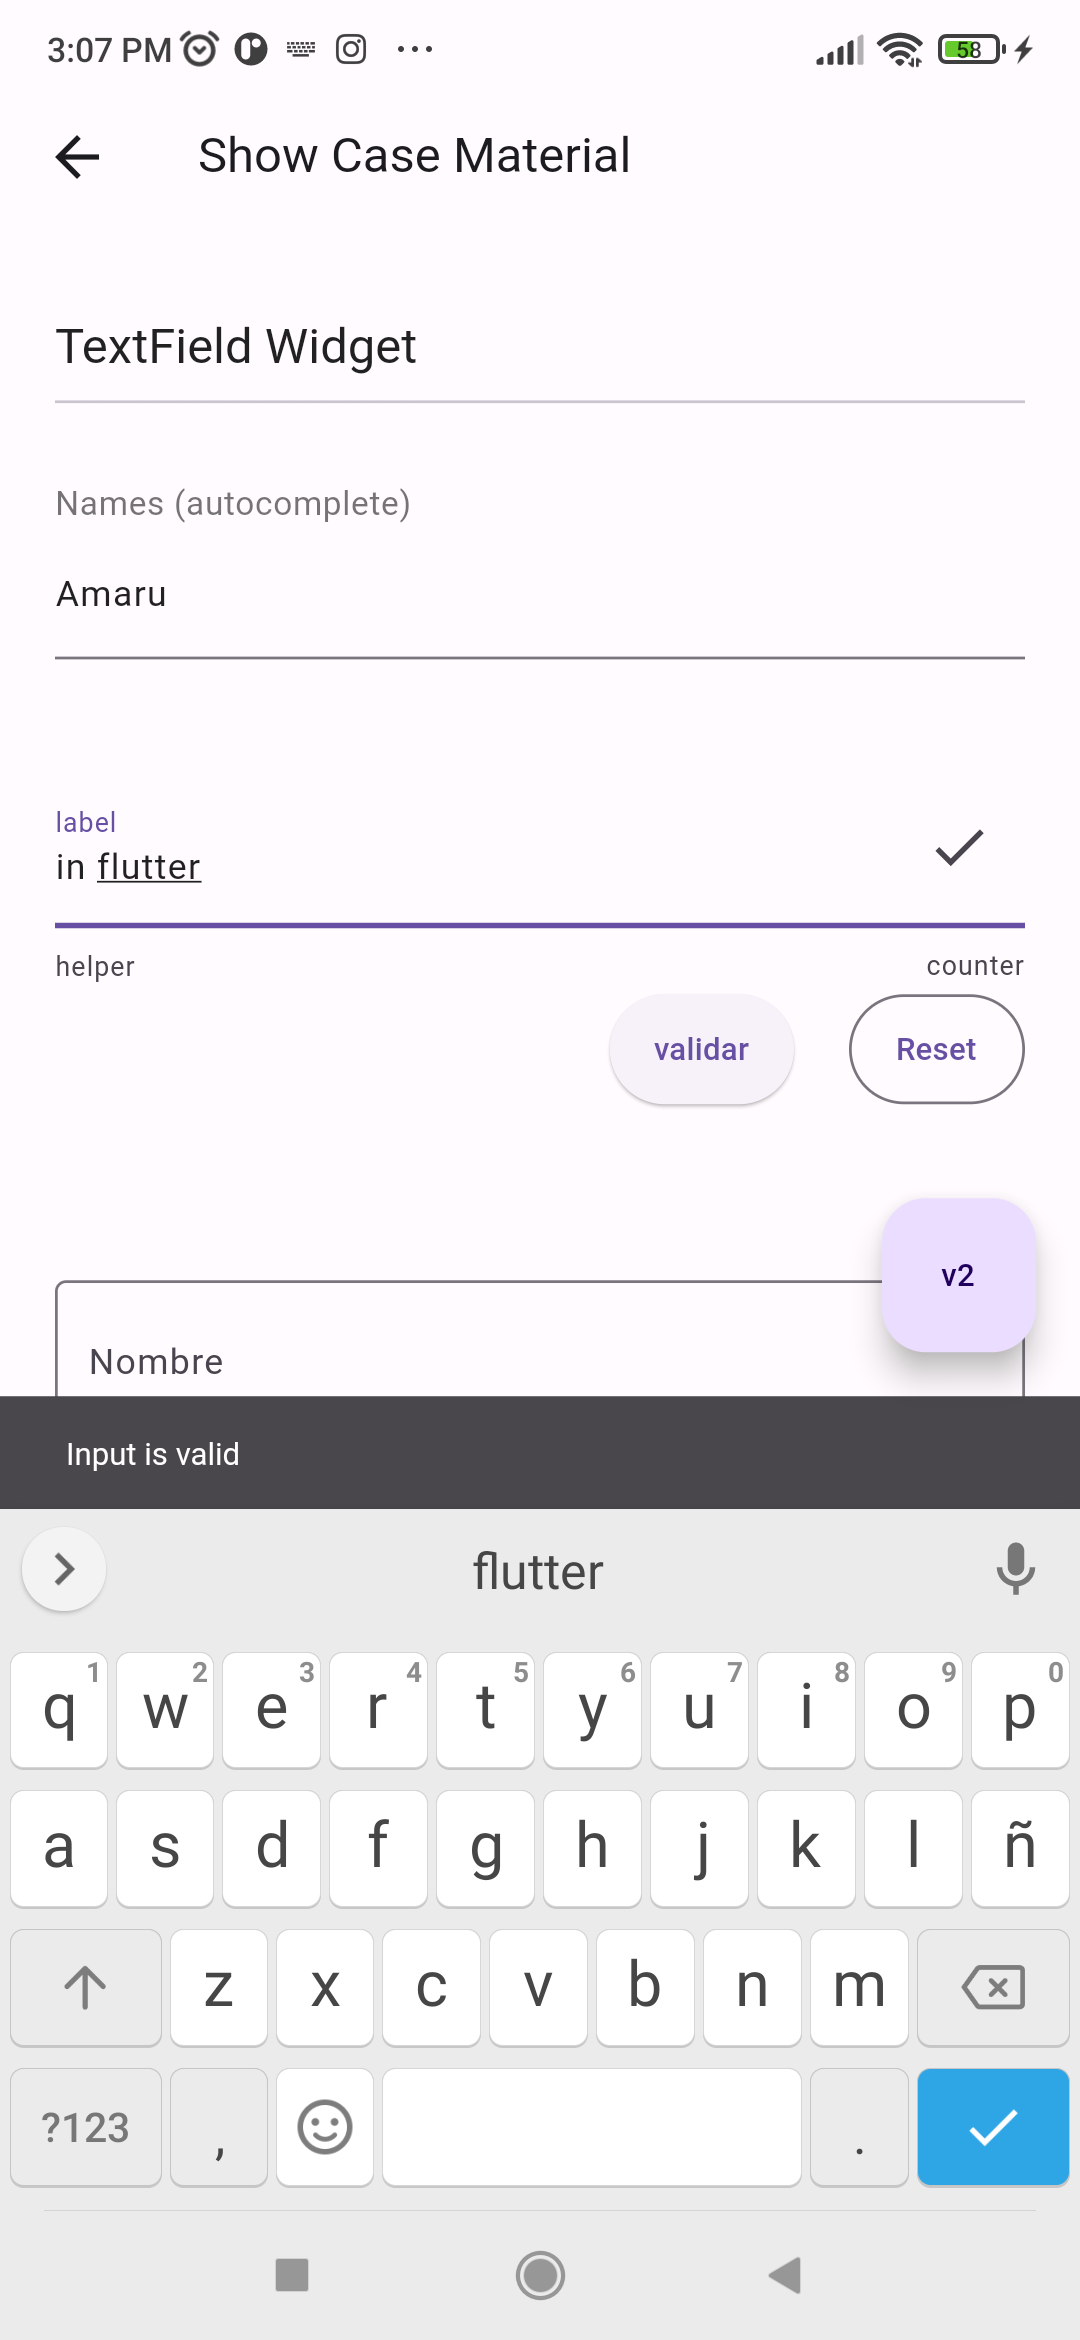 3:07 PM
58
Show Case Material
TextField Widget
Names (autocomplete)
Amaru
label
in flutter
helper
counter
validar
Reset
v2
Nombre
Input is valid
flutter
1 2 3 4 5 6 7 8 9 0
q w e r t y u i o p
a s d f g h j k l ñ
z x c v b n m
?123 , .